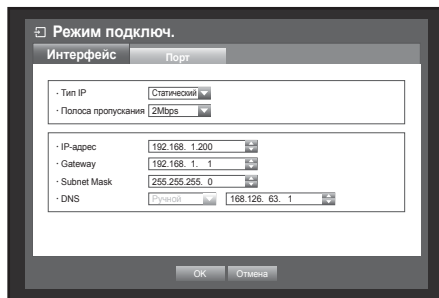 Режим подключ.
Интерфейс Порт
· Тип IP Статический
· Полоса пропускания 2Mbps
· IP-адрес 192.168. 1.200
· Gateway 192.168. 1. 1
· Subnet Mask 255.255.255. 0
· DNS Ручной 168.126. 63. 1
OK Отмена